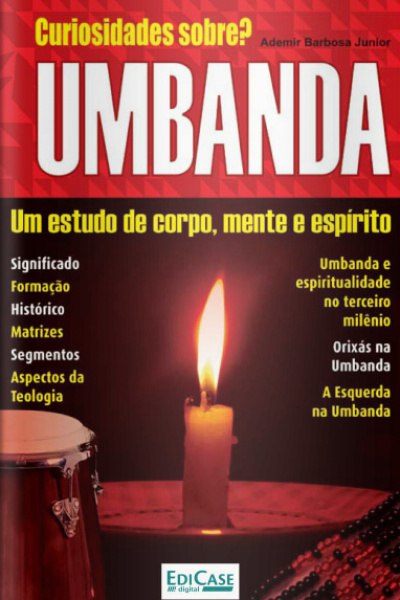 Curiosidades sobre?
Ademir Barbosa Júnior
UMBANDA
Um estudo de corpo, mente e espírito
Significado
Formação
Histórico
Matrizes
Segmentos
Aspectos da
Teologia
Umbanda e
espiritualidade
no terceiro
milênio
Orixás na
Umbanda
A Esquerda
na Umbanda
EDICASE
digital